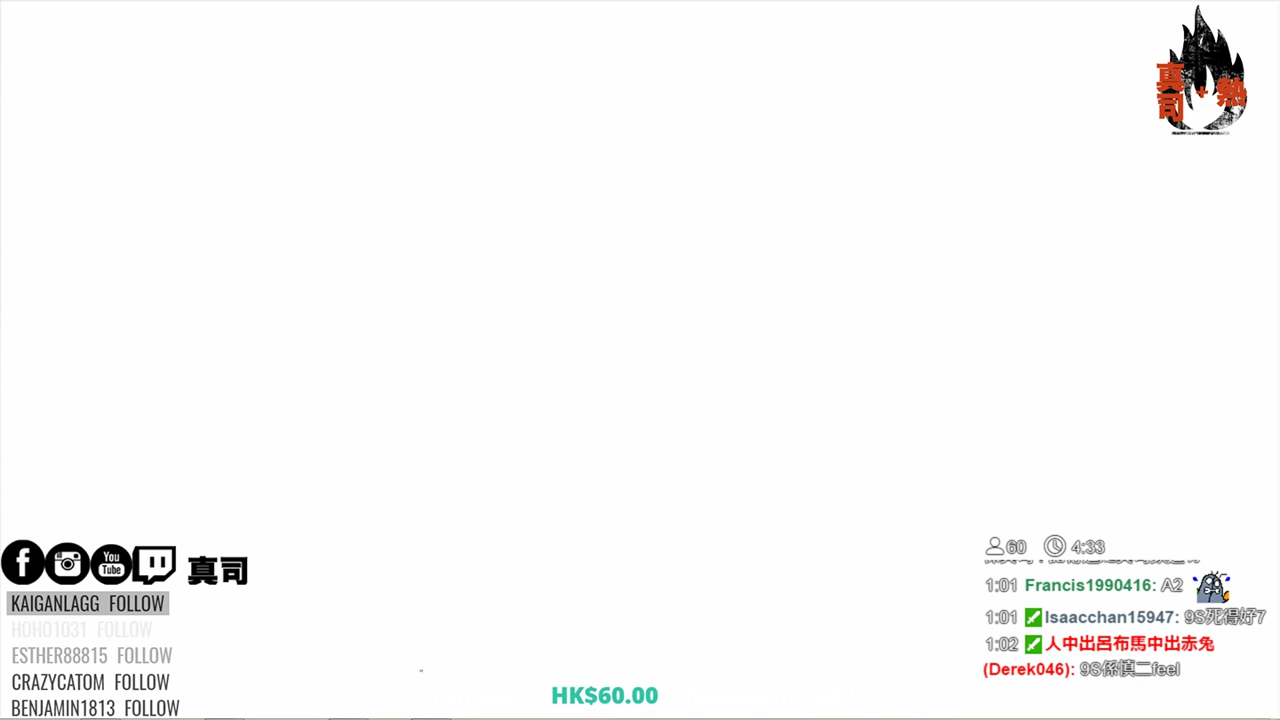 真司+熱
You Tube
真司
KAIGANLAGG FOLLOW
HOHO1031 FOLLOW
ESTHER88815 FOLLOW
CRAZYCATOM FOLLOW
BENJAMIN1813 FOLLOW
HK$60.00
60 4:33
1:01 Francis1990416: A2
1:01 Isaacchan15947: 9S死得好7
1:02 人中出呂布馬中出赤兔
(Derek046): 9S係慎二feel